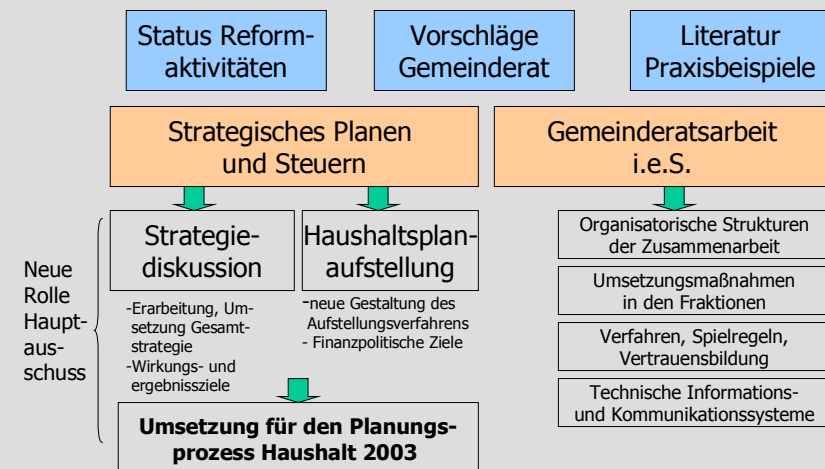 Status Reform-
aktivitäten
Vorschläge
Gemeinderat
Literatur
Praxisbeispiele
Strategisches Planen
und Steuern
Gemeinderatsarbeit
i.e.S.
Neue
Rolle
Haupt-
aus-
schuss
Strategie-
diskussion
-Erarbeitung, Um-
setzung Gesamt-
strategie
-Wirkungs- und
ergebnissziele
Haushaltsplan-
aufstellung
-neue Gestaltung des
Aufstellungsverfahrens
- Finanzpolitische Ziele
Umsetzung für den Planungs-
prozess Haushalt 2003
Organisatorische Strukturen
der Zusammenarbeit
Umsetzungsmaßnahmen
in den Fraktionen
Verfahren, Spielregeln,
Vertrauensbildung
Technische Informations-
und Kommunikationssysteme